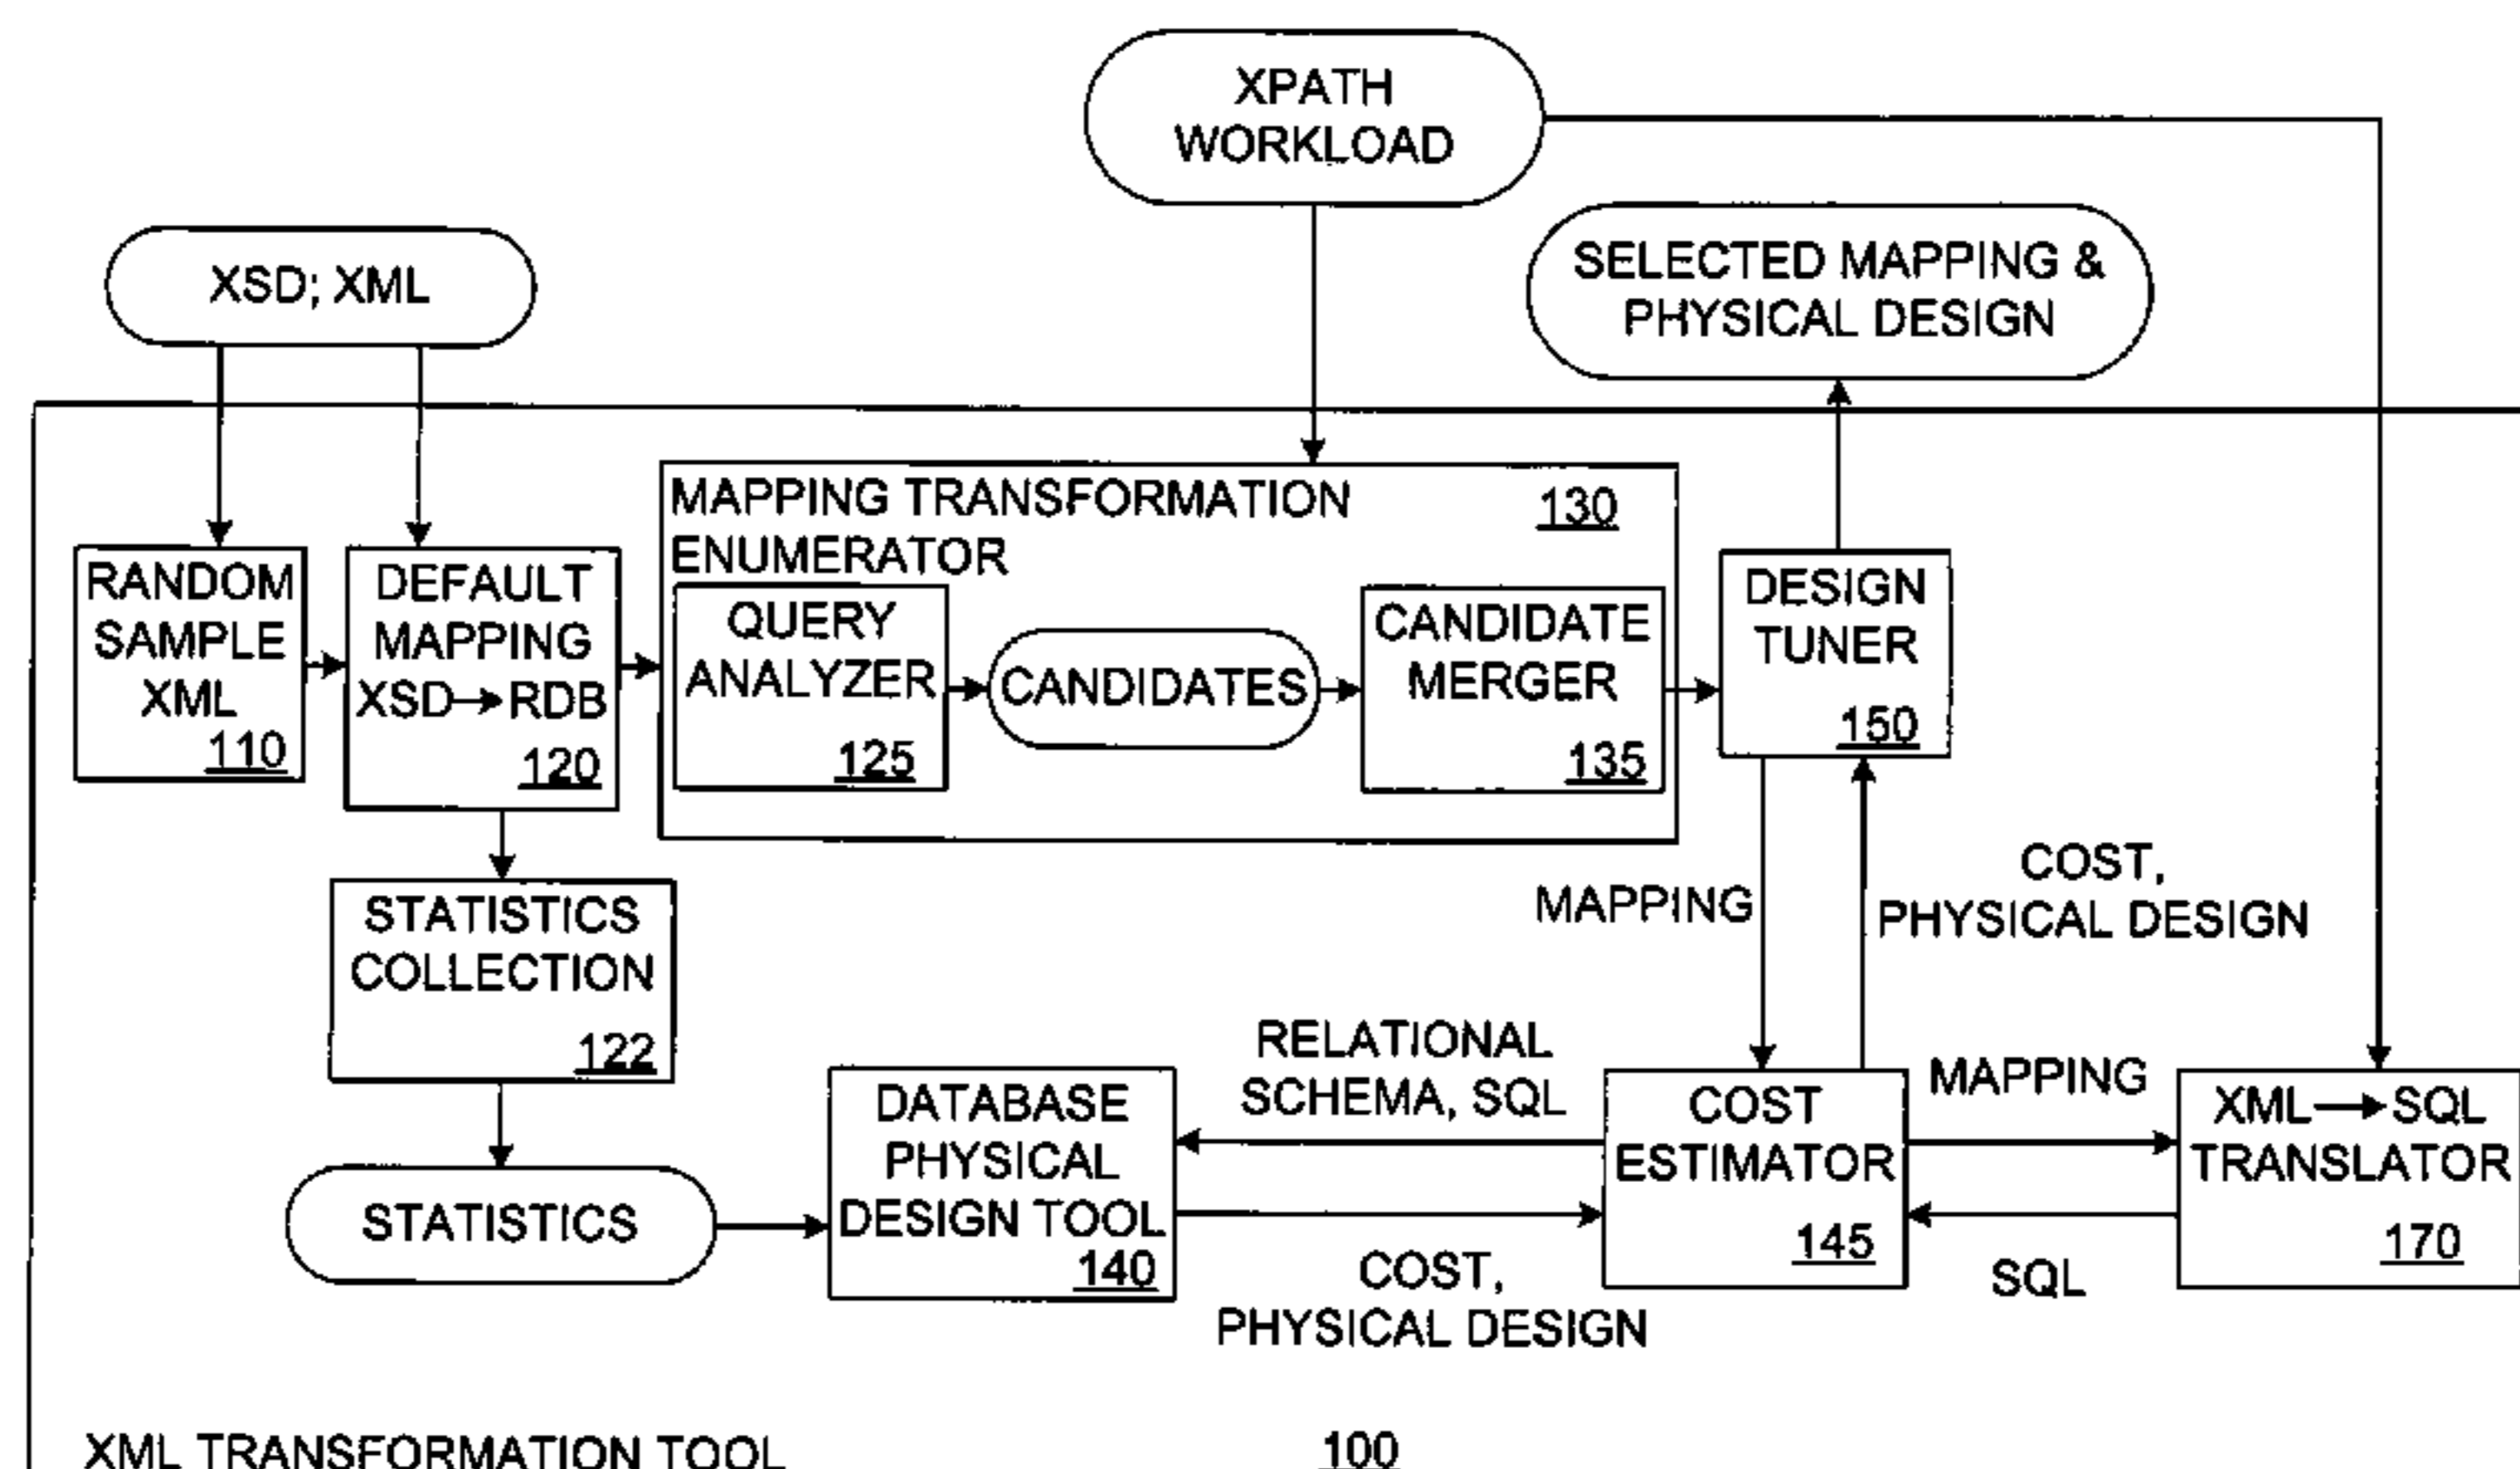 XPATH
WORKLOAD
XSD; XML
SELECTED MAPPING &
PHYSICAL DESIGN
MAPPING TRANSFORMATION
ENUMERATOR
130
RANDOM
SAMPLE
XML
110
DEFAULT
MAPPING
XSD→RDB
120
QUERY
ANALYZER
125
CANDIDATES
CANDIDATE
MERGER
135
DESIGN
TUNER
150
STATISTICS
COLLECTION
122
MAPPING
COST,
PHYSICAL DESIGN
STATISTICS
DATABASE
PHYSICAL
DESIGN TOOL
140
RELATIONAL
SCHEMA, SQL
COST,
PHYSICAL DESIGN
COST
ESTIMATOR
145
MAPPING
SQL
XML→SQL
TRANSLATOR
170
XML TRANSFORMATION TOOL
100